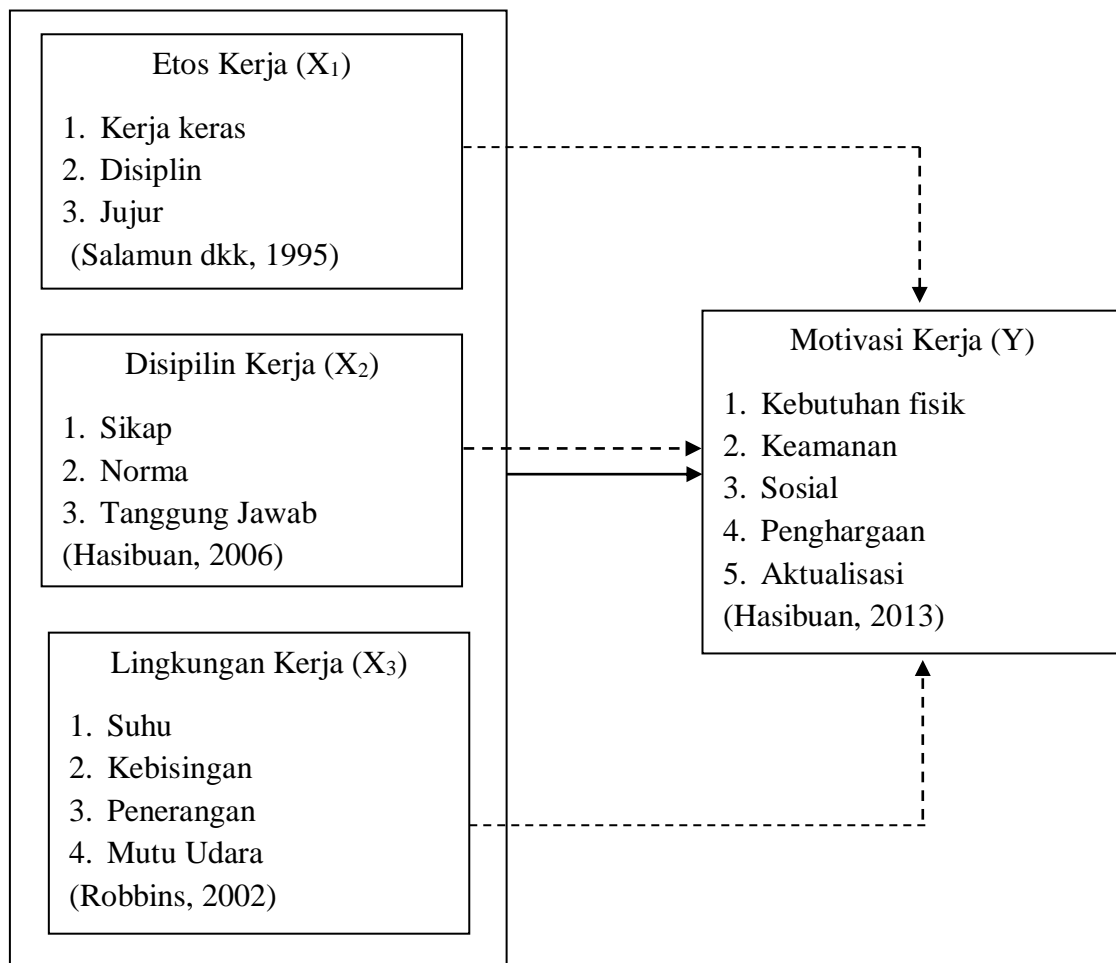 Etos Kerja (X₁)
1. Kerja keras
2. Disiplin
3. Jujur
(Salamun dkk, 1995)
Disipilin Kerja (X₂)
1. Sikap
2. Norma
3. Tanggung Jawab
(Hasibuan, 2006)
Lingkungan Kerja (X₃)
1. Suhu
2. Kebisingan
3. Penerangan
4. Mutu Udara
(Robbins, 2002)
Motivasi Kerja (Y)
1. Kebutuhan fisik
2. Keamanan
3. Sosial
4. Penghargaan
5. Aktualisasi
(Hasibuan, 2013)